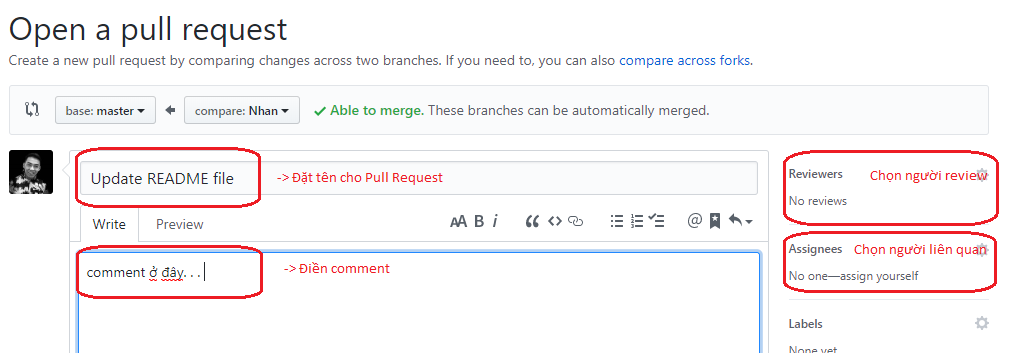 Open a pull request
Create a new pull request by comparing changes across two branches. If you need to, you can also compare across forks.
base: master compare: Nhan Able to merge. These branches can be automatically merged.
Update README file -> Đặt tên cho Pull Request
Write Preview AA B i @
comment ở đây. . . -> Điền comment
Reviewers Chọn người review
No reviews
Assignees Chọn người liên quan
No one—assign yourself
Labels
None yet